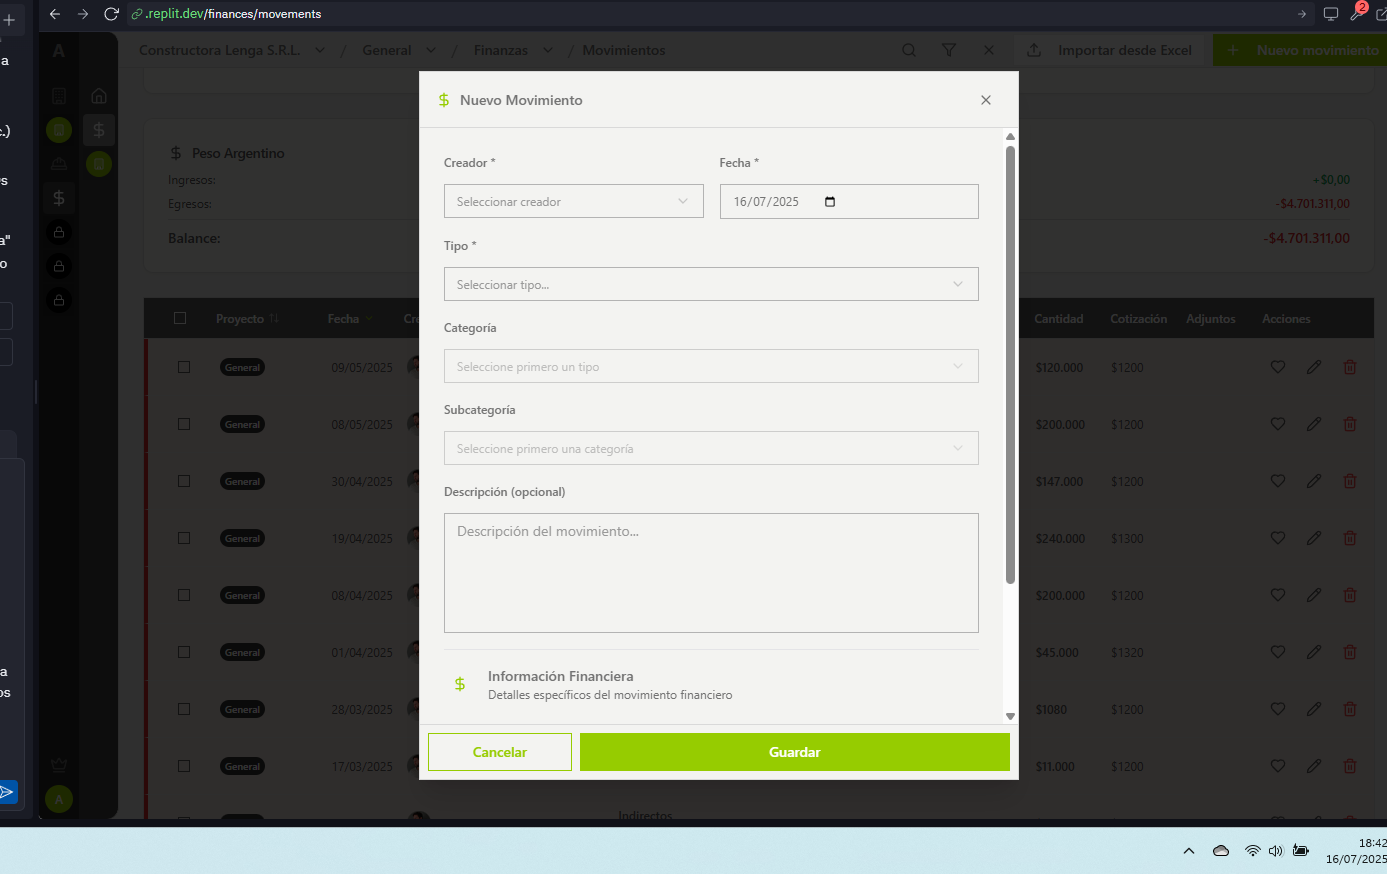 .replit.dev/finances/movements
2
a
A
Constructora Lenga S.R.L. / General / Finanzas / Movimientos
Importar desde Excel
+ Nuevo movimiento
$ Nuevo Movimiento
.)
$ Peso Argentino
Ingresos: +$0,00
Egresos: -$4.701.311,00
Balance: -$4.701.311,00
a"
o
Creador *
Fecha *
Seleccionar creador
16/07/2025
Tipo *
Seleccionar tipo...
Categoría
Seleccione primero un tipo
Subcategoría
Seleccione primero una categoría
Descripción (opcional)
Descripción del movimiento...
$ Información Financiera
Detalles específicos del movimiento financiero
Cancelar
Guardar
Proyecto Fecha Cre Cantidad Cotización Adjuntos Acciones
General 09/05/2025 $120.000 $1200
General 08/05/2025 $200.000 $1200
General 30/04/2025 $147.000 $1200
General 19/04/2025 $240.000 $1300
General 08/04/2025 $200.000 $1200
General 01/04/2025 $45.000 $1320
General 28/03/2025 $1080 $1200
General 17/03/2025 $11.000 $1200
Indirectos
a
os
A
18:42
16/07/2025